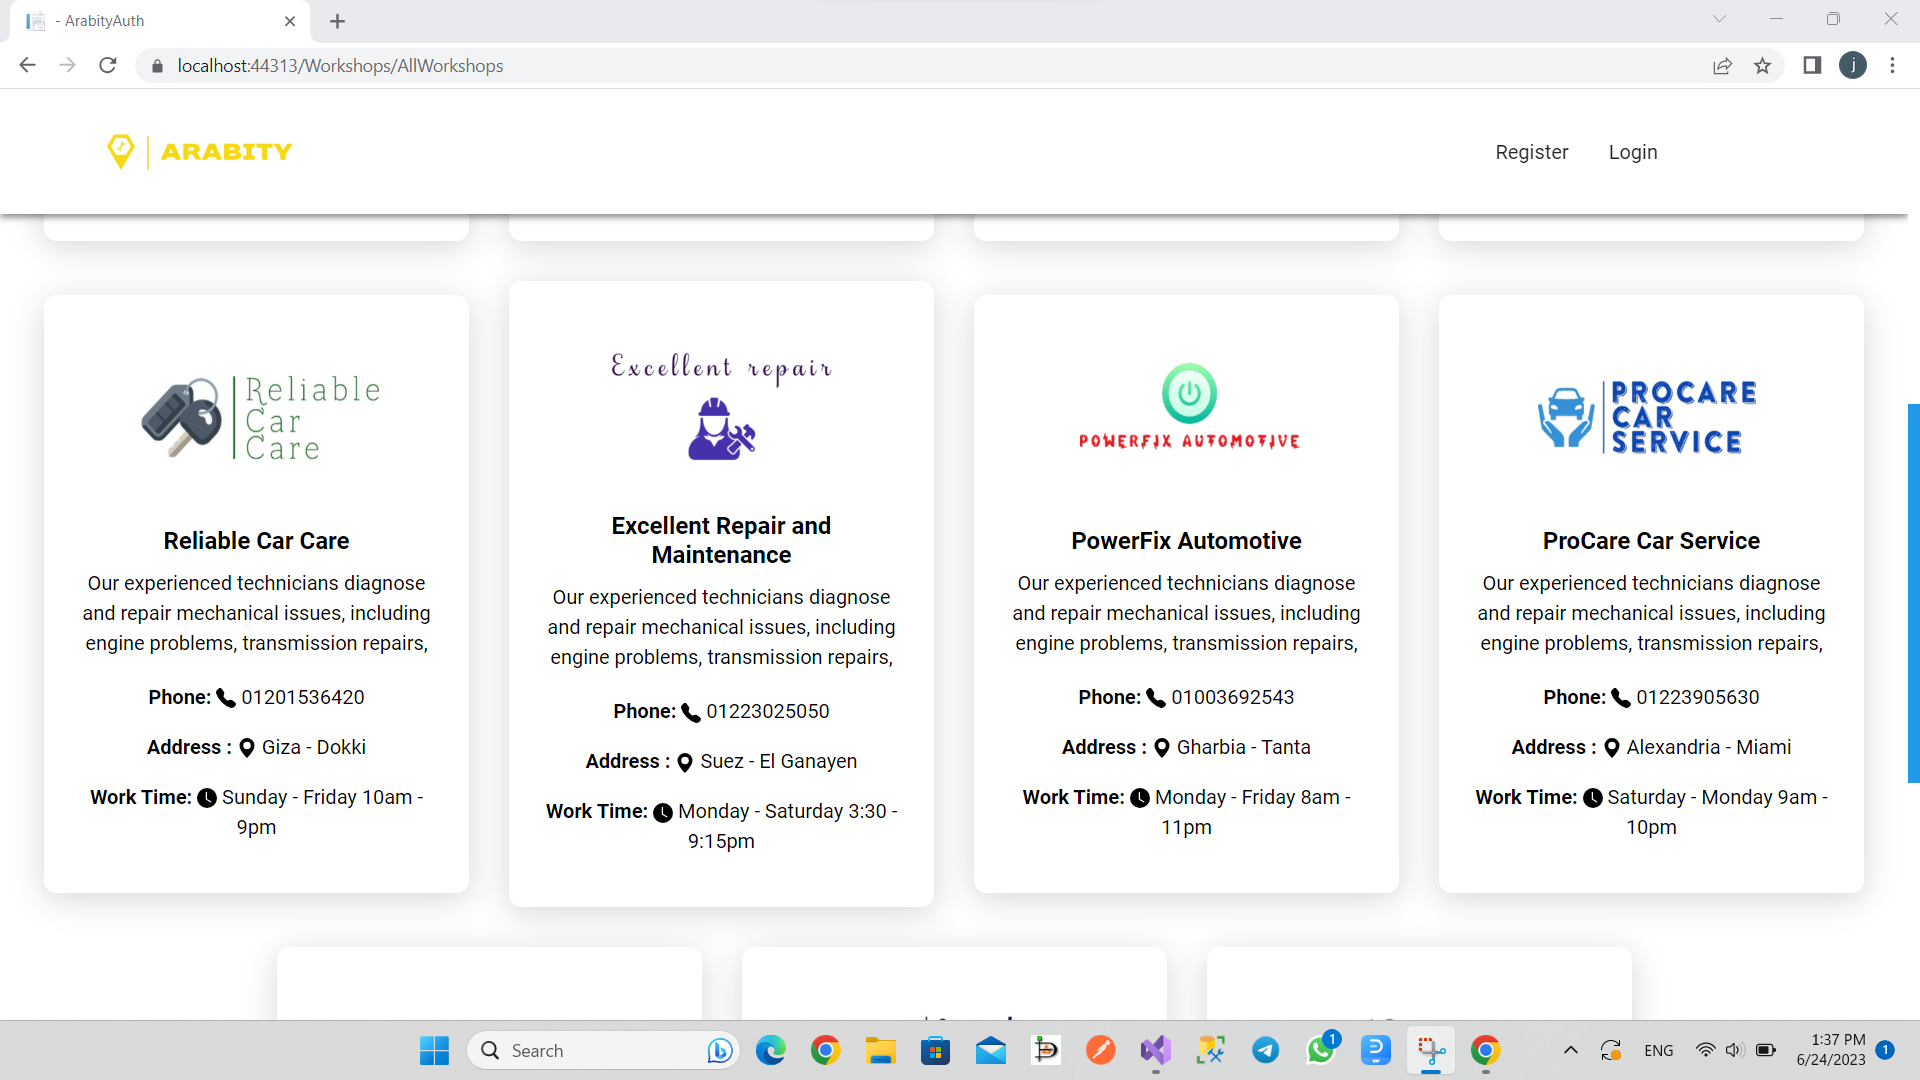 - ArabityAuth
localhost:44313/Workshops/AllWorkshops
j
ARABITY
Register
Login
Reliable
Car
Care
Reliable Car Care
Our experienced technicians diagnose
and repair mechanical issues, including
engine problems, transmission repairs,
Phone: 01201536420
Address : Giza - Dokki
Work Time: Sunday - Friday 10am -
9pm
Excellent repair
Excellent Repair and
Maintenance
Our experienced technicians diagnose
and repair mechanical issues, including
engine problems, transmission repairs,
Phone: 01223025050
Address : Suez - El Ganayen
Work Time: Monday - Saturday 3:30 -
9:15pm
POWERFIX AUTOMOTIVE
PowerFix Automotive
Our experienced technicians diagnose
and repair mechanical issues, including
engine problems, transmission repairs,
Phone: 01003692543
Address : Gharbia - Tanta
Work Time: Monday - Friday 8am -
11pm
PROCARE
CAR
SERVICE
ProCare Car Service
Our experienced technicians diagnose
and repair mechanical issues, including
engine problems, transmission repairs,
Phone: 01223905630
Address : Alexandria - Miami
Work Time: Saturday - Monday 9am -
10pm
Search
1
ENG
1:37 PM
6/24/2023
1